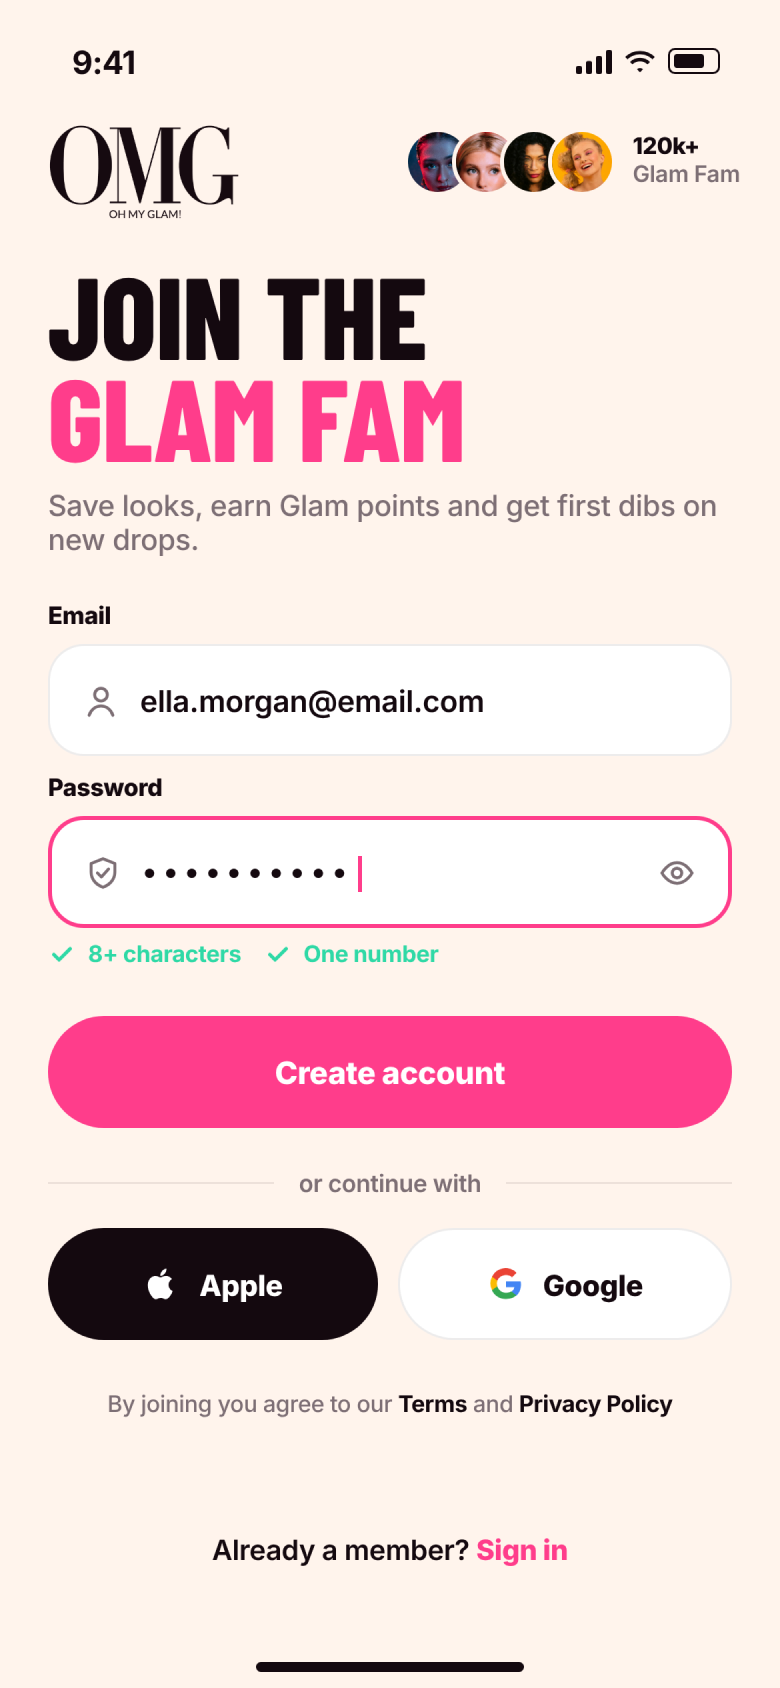 9:41
OMG
OH MY GLAM!
120k+
Glam Fam
JOIN THE
GLAM FAM
Save looks, earn Glam points and get first dibs on
new drops.
Email
ella.morgan@email.com
Password
••••••••••
8+ characters One number
Create account
or continue with
Apple Google
By joining you agree to our Terms and Privacy Policy
Already a member? Sign in